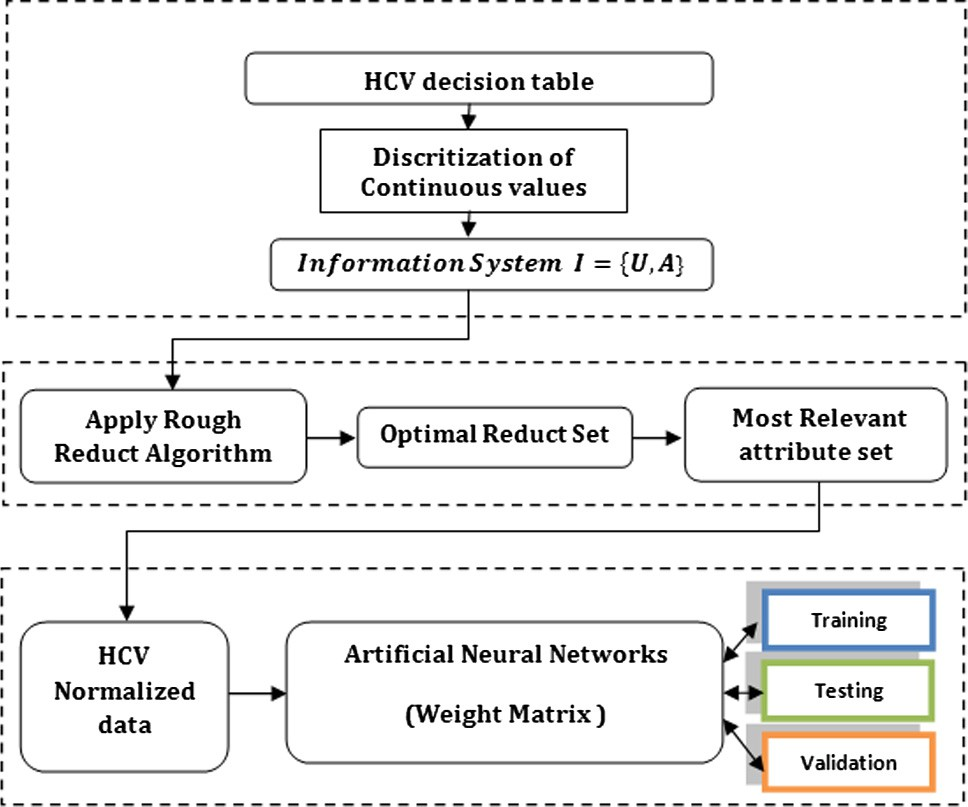 HCV decision table
Discritization of
Continuous values
Information System I = {U, A}
Apply Rough
Reduct Algorithm
Optimal Reduct Set
Most Relevant
attribute set
HCV
Normalized
data
Artificial Neural Networks
(Weight Matrix )
Training
Testing
Validation